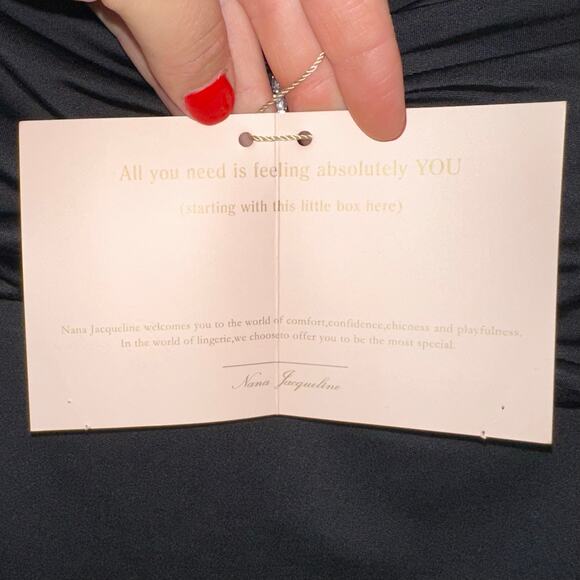 All you need is feeling absolutely YOU
(starting with this little box here)
Nana Jacqueline welcomes you to the world of comfort,confidence,chicness and playfulness,
In the world of lingerie,we choose to offer you to be the most special.
Nana Jacqueline